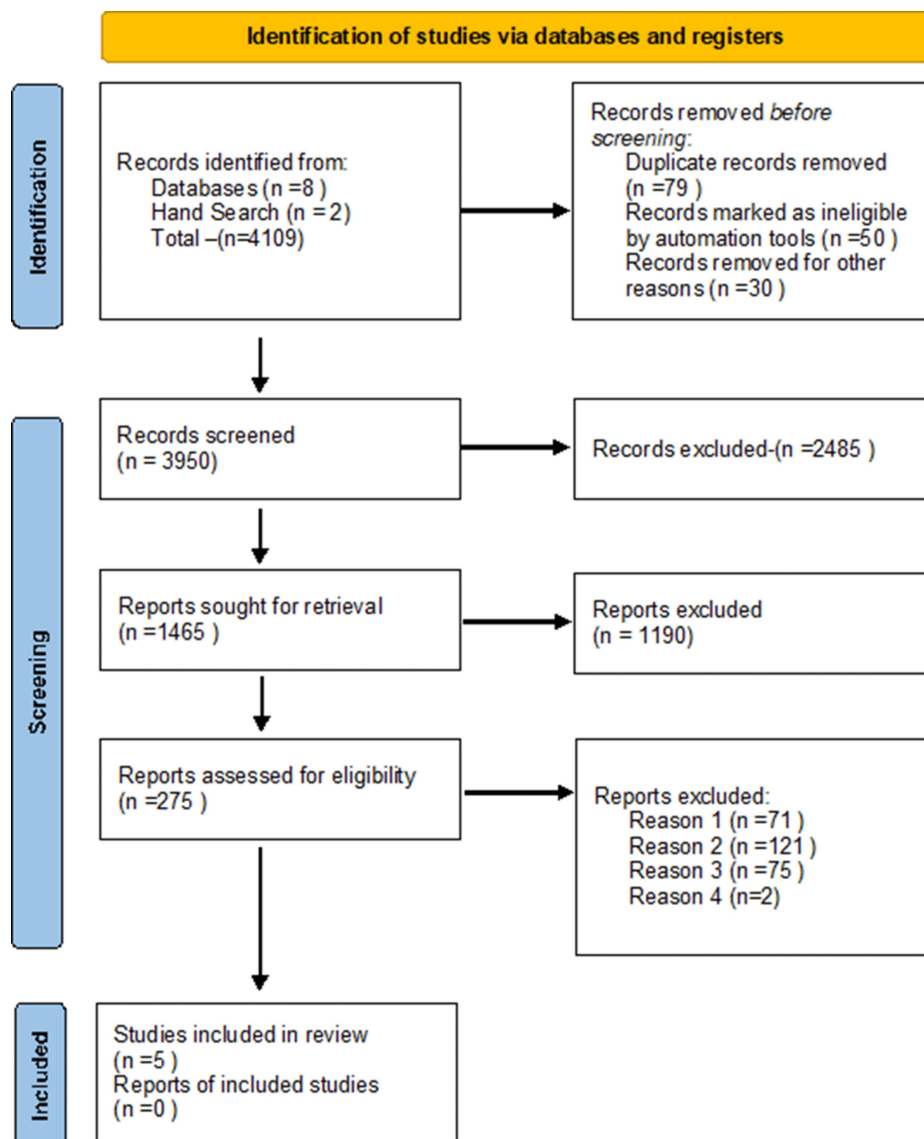 Identification of studies via databases and registers
Identification
Records identified from:
Databases (n =8 )
Hand Search (n = 2)
Total –(n=4109)
Records removed before
screening:
Duplicate records removed
(n =79 )
Records marked as ineligible
by automation tools (n =50 )
Records removed for other
reasons (n =30 )
Screening
Records screened
(n = 3950)
Records excluded-(n =2485 )
Reports sought for retrieval
(n =1465 )
Reports excluded
(n = 1190)
Reports assessed for eligibility
(n =275 )
Reports excluded:
Reason 1 (n =71 )
Reason 2 (n =121 )
Reason 3 (n =75 )
Reason 4 (n=2)
Included
Studies included in review
(n =5 )
Reports of included studies
(n =0 )